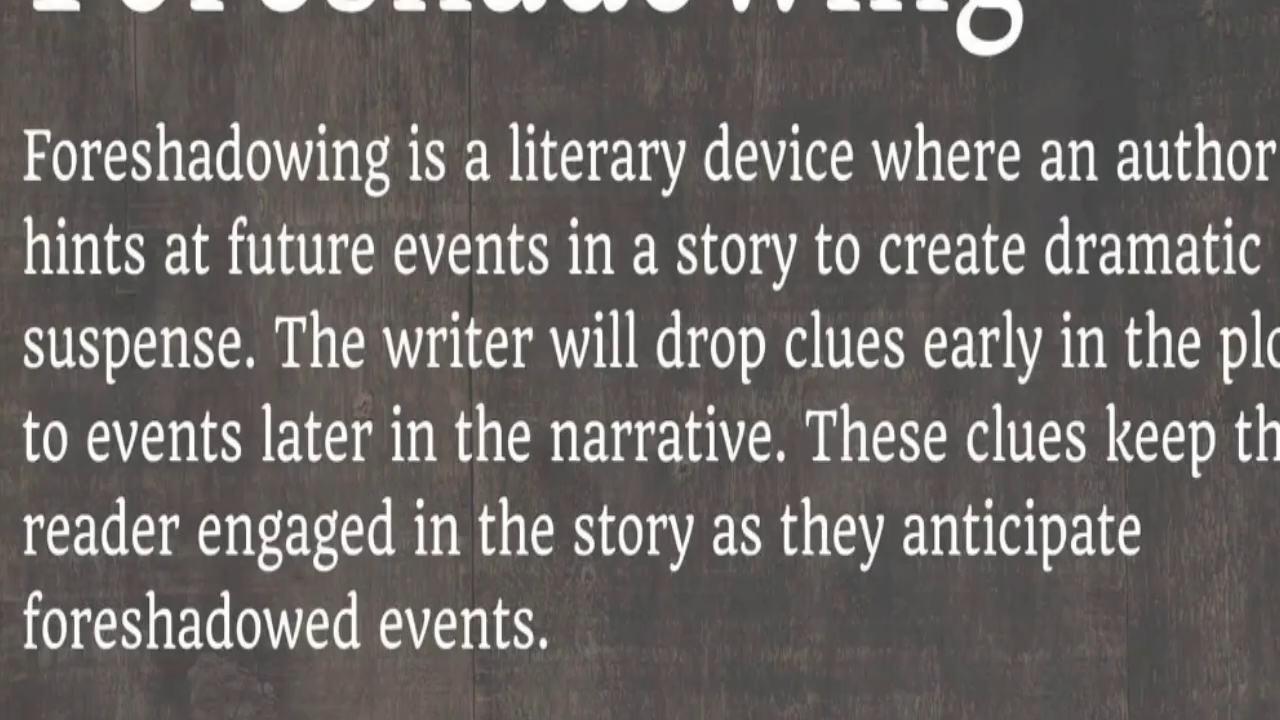 Foreshadowing
Foreshadowing is a literary device where an author
hints at future events in a story to create dramatic
suspense. The writer will drop clues early in the
to events later in the narrative. These clues keep
reader engaged in the story as they anticipate
foreshadowed events.